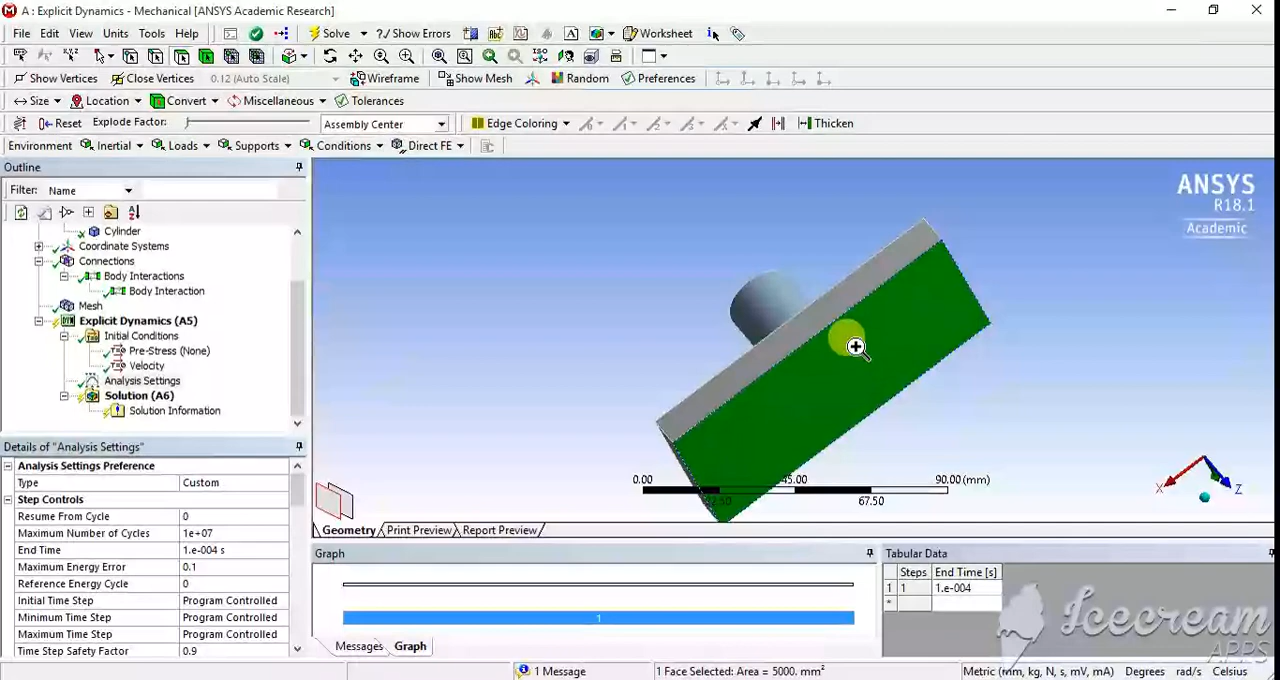 A : Explicit Dynamics - Mechanical [ANSYS Academic Research]
File Edit View Units Tools Help Solve ?/ Show Errors Worksheet
Show Vertices Close Vertices 0.12 (Auto Scale) Wireframe Show Mesh Random Preferences
Size Location Convert Miscellaneous Tolerances
Reset Explode Factor: Assembly Center Edge Coloring Thicken
Environment Inertial Loads Supports Conditions Direct FE
Outline
Filter: Name
Cylinder
Coordinate Systems
Connections
Body Interactions
Body Interaction
Mesh
Explicit Dynamics (A5)
Initial Conditions
Pre-Stress (None)
Velocity
Analysis Settings
Solution (A6)
Solution Information
Details of "Analysis Settings"
Analysis Settings Preference
Type Custom
Step Controls
Resume From Cycle 0
Maximum Number of Cycles 1e+07
End Time 1.e-004 s
Maximum Energy Error 0.1
Reference Energy Cycle 0
Initial Time Step Program Controlled
Minimum Time Step Program Controlled
Maximum Time Step Program Controlled
Time Step Safety Factor 0.9
ANSYS
R18.1
Academic
0.00 45.00 90.00 (mm)
67.50
X Z
Geometry Print Preview Report Preview
Graph
1
Messages Graph
Tabular Data
Steps End Time [s]
1 1 1.e-004
*
Icecream
APPS
1 Message 1 Face Selected: Area = 5000. mm² Metric (mm, kg, N, s, mV, mA) Degrees rad/s Celsius